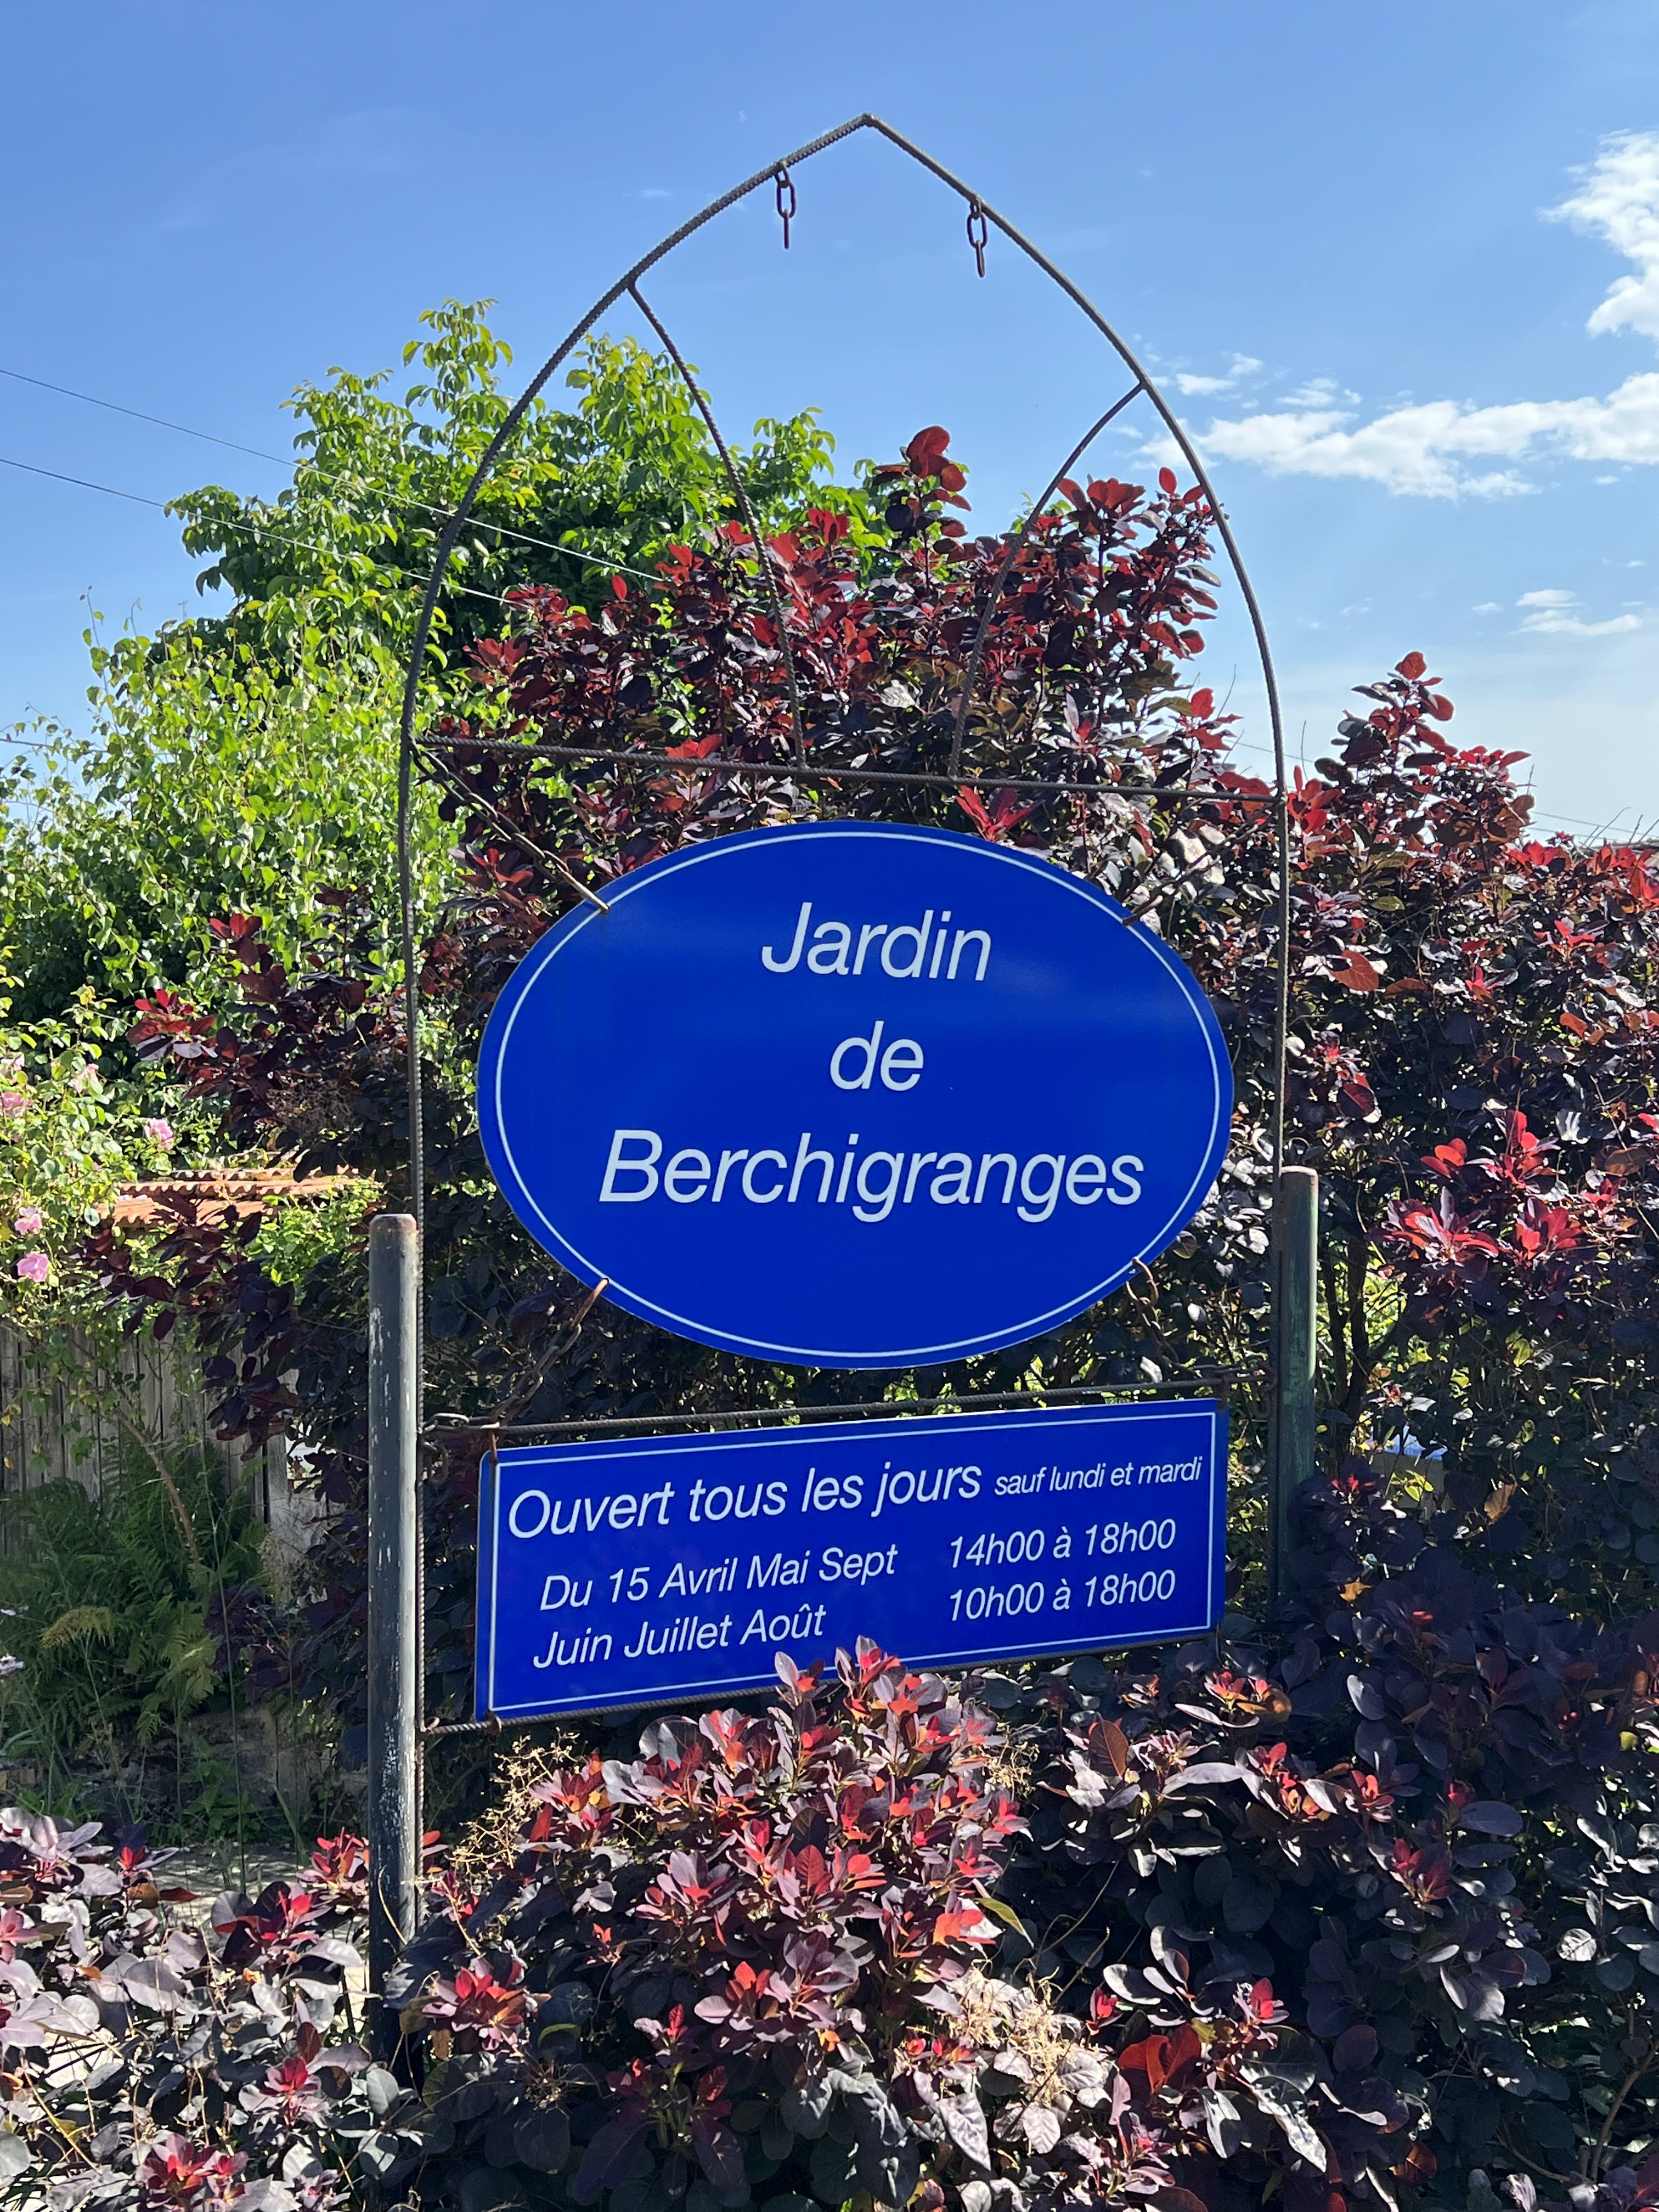 Jardin
de
Berchigranges
Ouvert tous les jours sauf lundi et mardi
Du 15 Avril Mai Sept 14h00 à 18h00
Juin Juillet Août 10h00 à 18h00